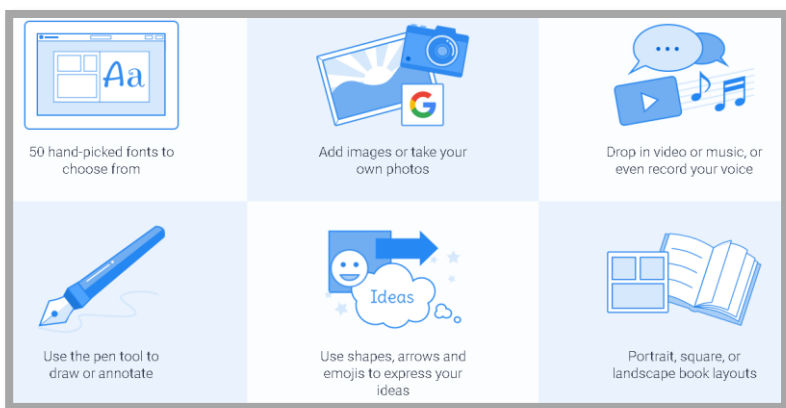 Aa
50 hand-picked fonts to
choose from
G
Add images or take your
own photos
Drop in video or music, or
even record your voice
Use the pen tool to
draw or annotate
Ideas
Use shapes, arrows and
emojis to express your
ideas
Portrait, square, or
landscape book layouts